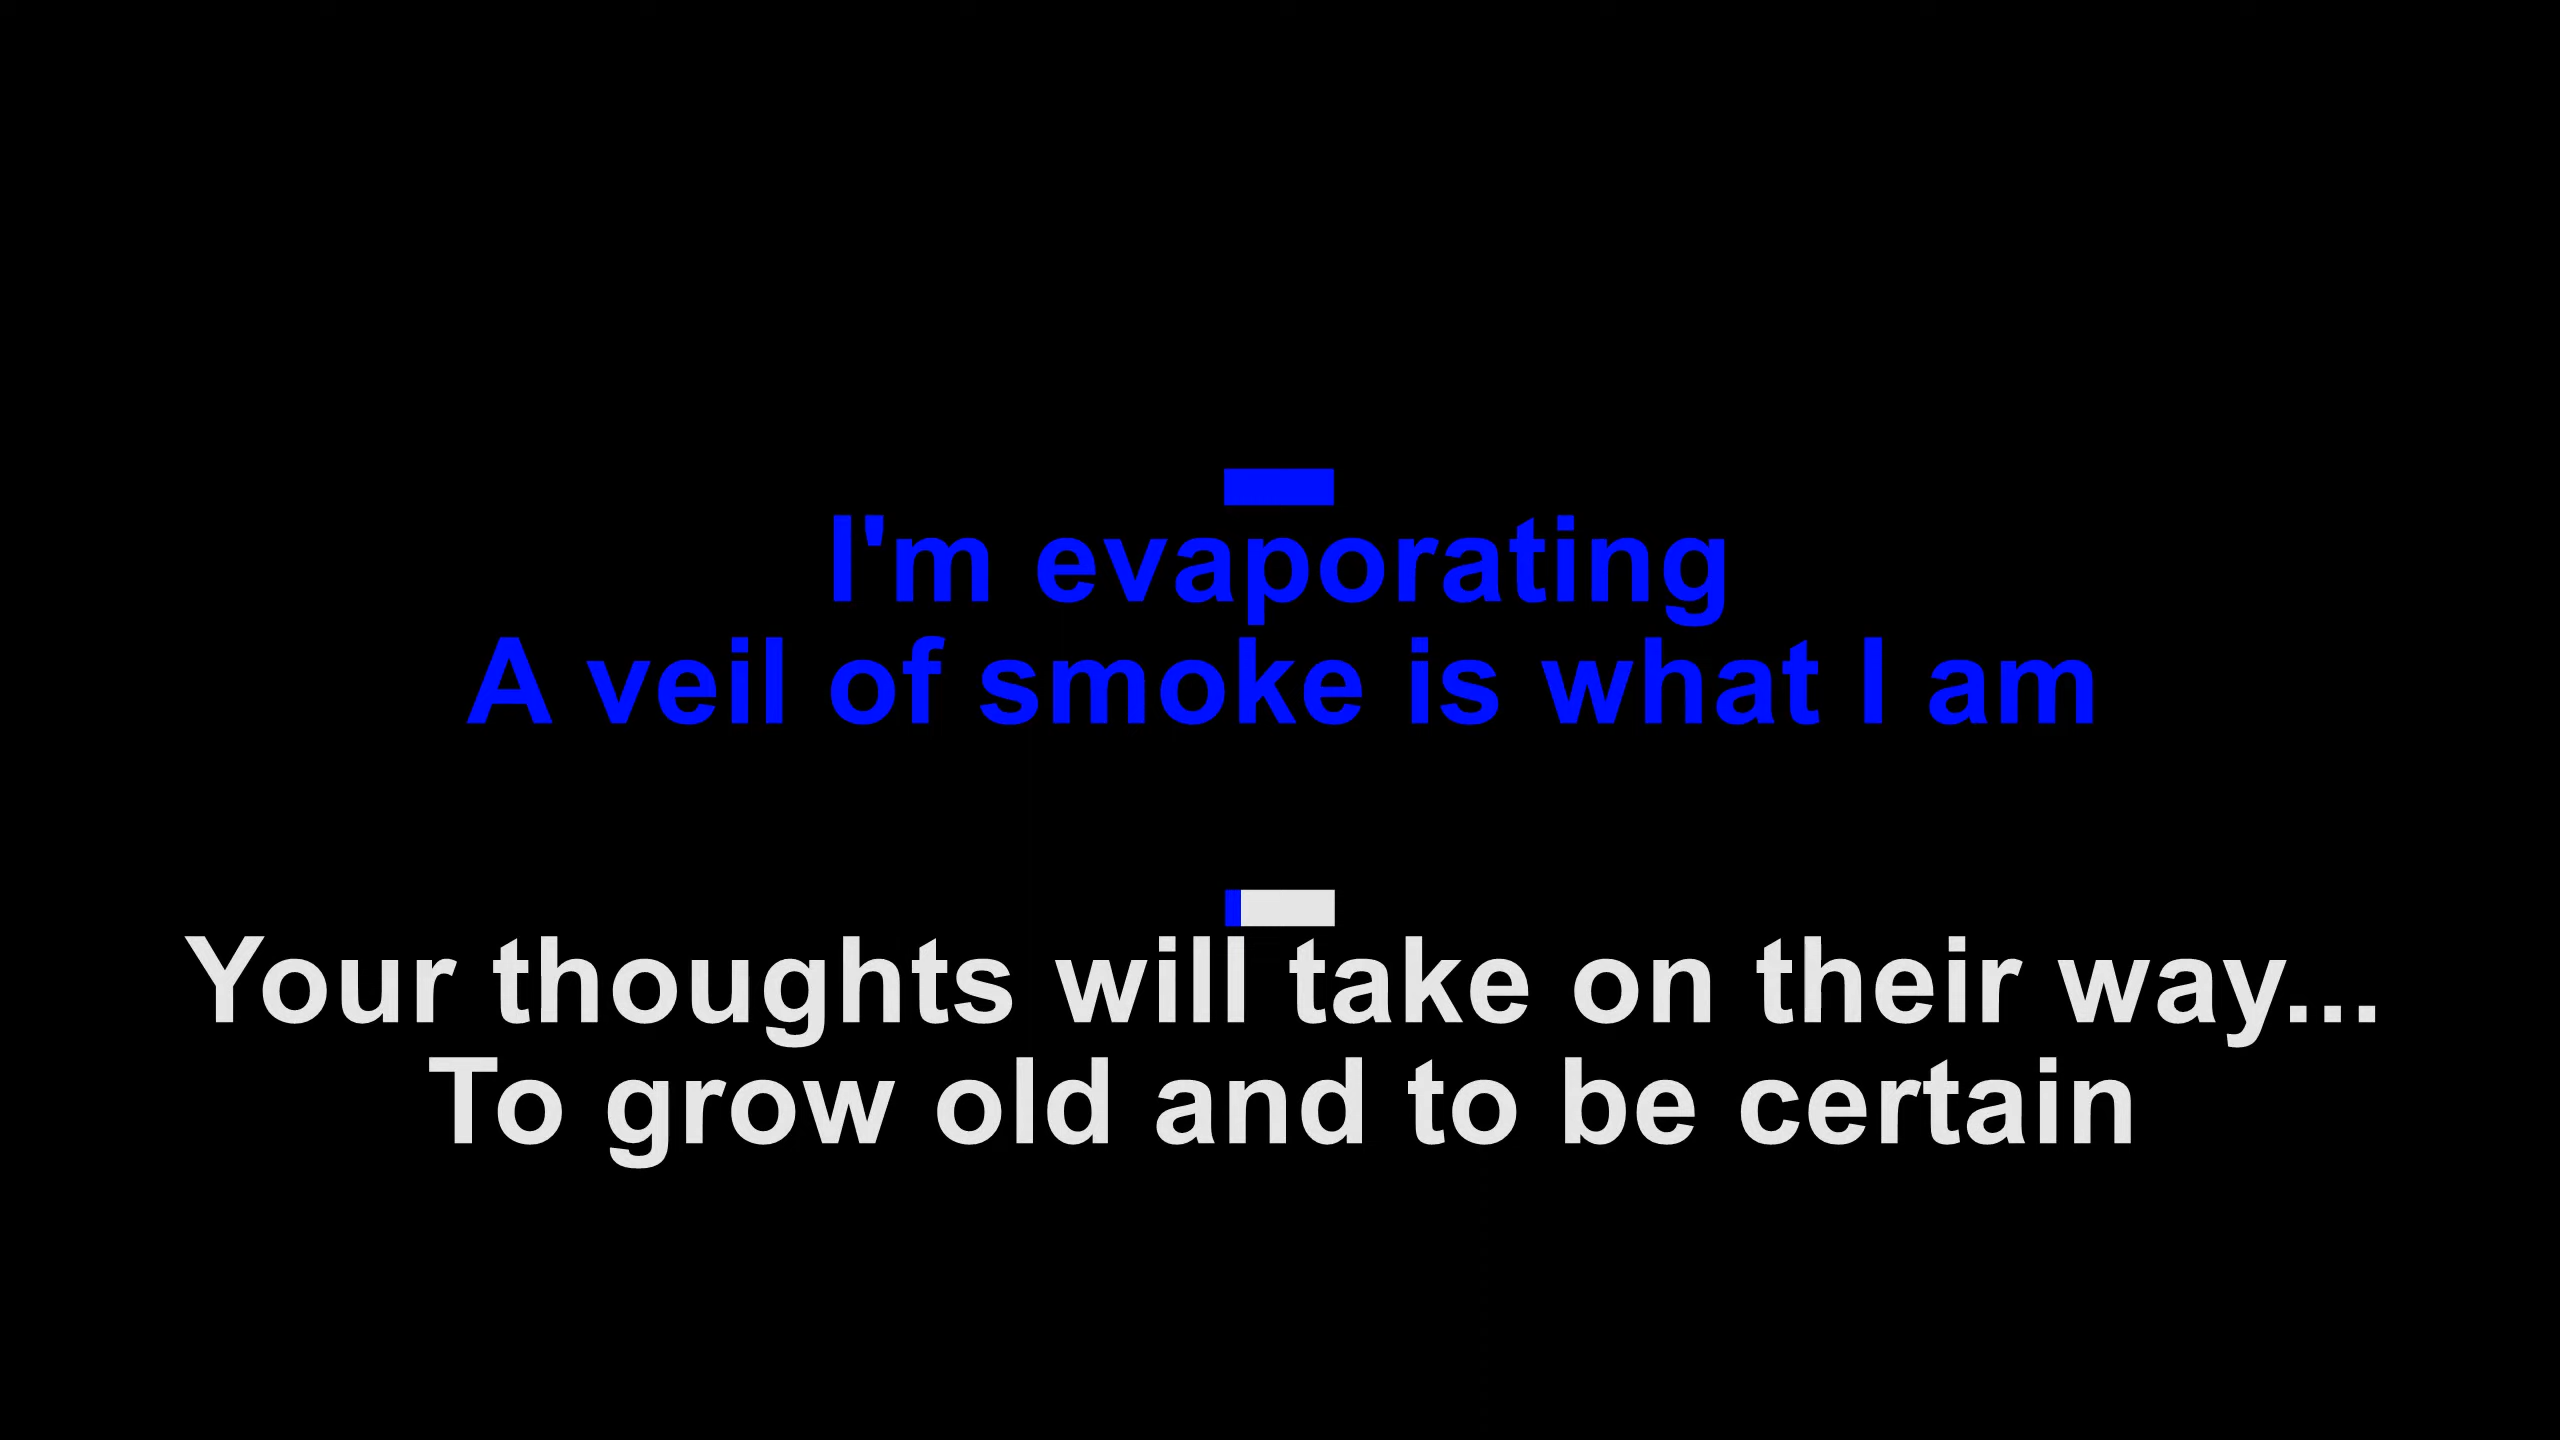 I'm evaporating
A veil of smoke is what I am
Your thoughts will take on their way...
To grow old and to be certain